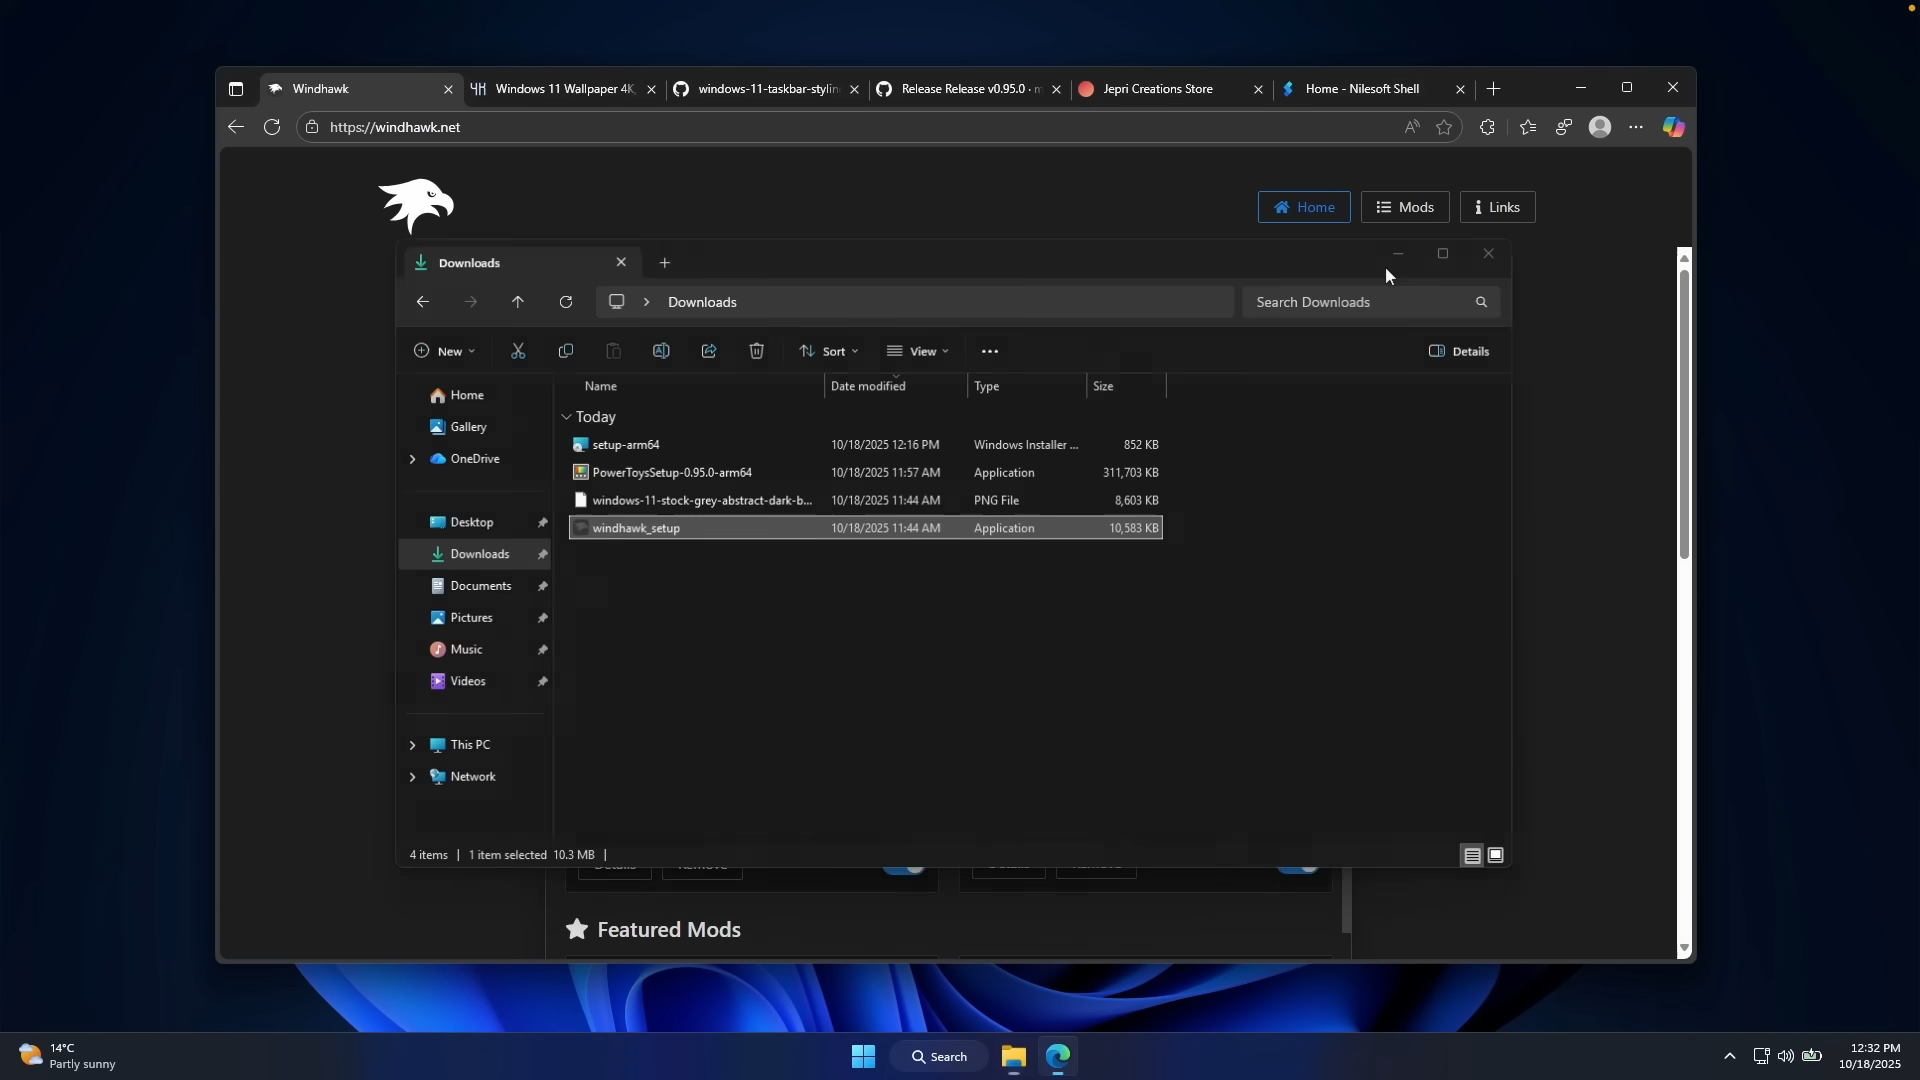 Windhawk
Windows 11 Wallpaper 4K,
windows-11-taskbar-stylin
Release Release v0.95.0 ·
Jepri Creations Store
Home - Nilesoft Shell
https://windhawk.net
Home
Mods
Links
Downloads
Downloads
Search Downloads
New
Sort
View
Details
Name Date modified Type Size
Today
setup-arm64 10/18/2025 12:16 PM Windows Installer ... 852 KB
PowerToysSetup-0.95.0-arm64 10/18/2025 11:57 AM Application 311,703 KB
windows-11-stock-grey-abstract-dark-b... 10/18/2025 11:44 AM PNG File 8,603 KB
windhawk_setup 10/18/2025 11:44 AM Application 10,583 KB
Home
Gallery
OneDrive
Desktop
Downloads
Documents
Pictures
Music
Videos
This PC
Network
4 items | 1 item selected 10.3 MB |
Featured Mods
14°C
Partly sunny
Search
12:32 PM
10/18/2025